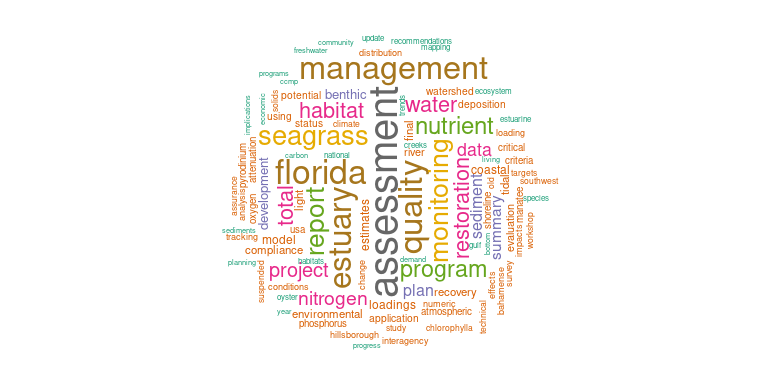 community
update
recommendations
freshwater
mapping
distribution
management
programs
ccmp
potential
benthic
watershed
ecosystem
solids
economic
implications
habitat
assessment
trends
water
deposition
using
status
climate
final
nutrient
estuarine
loading
seagrass
creeks
river
quality
monitoring
data
critical
carbon
national
living
criteria
florida
restoration
coastal
targets
southwest
attenuation
pyrodinium
analysis
assurance
oxygen
development
total
light
report
estuary
estimates
sediment
old
tidal
shoreline
summary
manatee
species
sediments
tracking
usa
model
compliance
gulf
bottom
evaluation
impacts
workshop
planning
habitats
project
demand
program
change
suspended
conditions
oyster
nitrogen
plan
recovery
effects
bahamense
survey
year
environmental
loadings
numeric
atmospheric
technical
phosphorus
application
study
chlorophylla
hillsborough
interagency
progress